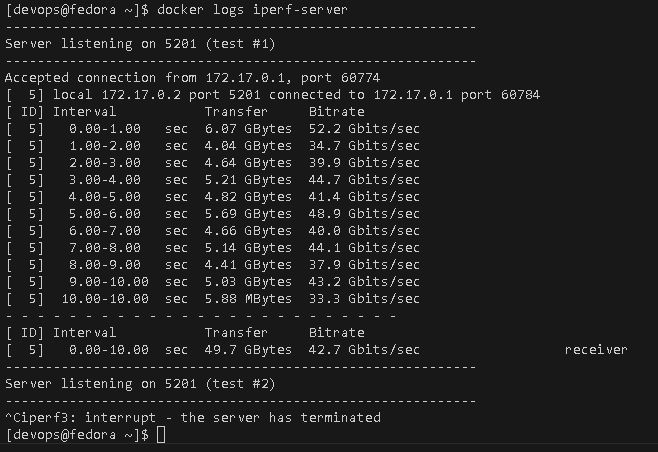 [devops@fedora ~]$ docker logs iperf-server
-----------------------------------------------------------
Server listening on 5201 (test #1)
-----------------------------------------------------------
Accepted connection from 172.17.0.1, port 60774
[  5] local 172.17.0.2 port 5201 connected to 172.17.0.1 port 60784
[ ID] Interval           Transfer     Bitrate
[  5]   0.00-1.00   sec  6.07 GBytes  52.2 Gbits/sec
[  5]   1.00-2.00   sec  4.04 GBytes  34.7 Gbits/sec
[  5]   2.00-3.00   sec  4.64 GBytes  39.9 Gbits/sec
[  5]   3.00-4.00   sec  5.21 GBytes  44.7 Gbits/sec
[  5]   4.00-5.00   sec  4.82 GBytes  41.4 Gbits/sec
[  5]   5.00-6.00   sec  5.69 GBytes  48.9 Gbits/sec
[  5]   6.00-7.00   sec  4.66 GBytes  40.0 Gbits/sec
[  5]   7.00-8.00   sec  5.14 GBytes  44.1 Gbits/sec
[  5]   8.00-9.00   sec  4.41 GBytes  37.9 Gbits/sec
[  5]   9.00-10.00  sec  5.03 GBytes  43.2 Gbits/sec
[  5]  10.00-10.00  sec  5.88 MBytes  33.3 Gbits/sec
- - - - - - - - - - - - - - - - - - - - - - - - -
[ ID] Interval           Transfer     Bitrate
[  5]   0.00-10.00  sec  49.7 GBytes  42.7 Gbits/sec                  receiver
-----------------------------------------------------------
Server listening on 5201 (test #2)
-----------------------------------------------------------
^Ciperf3: interrupt - the server has terminated
[devops@fedora ~]$